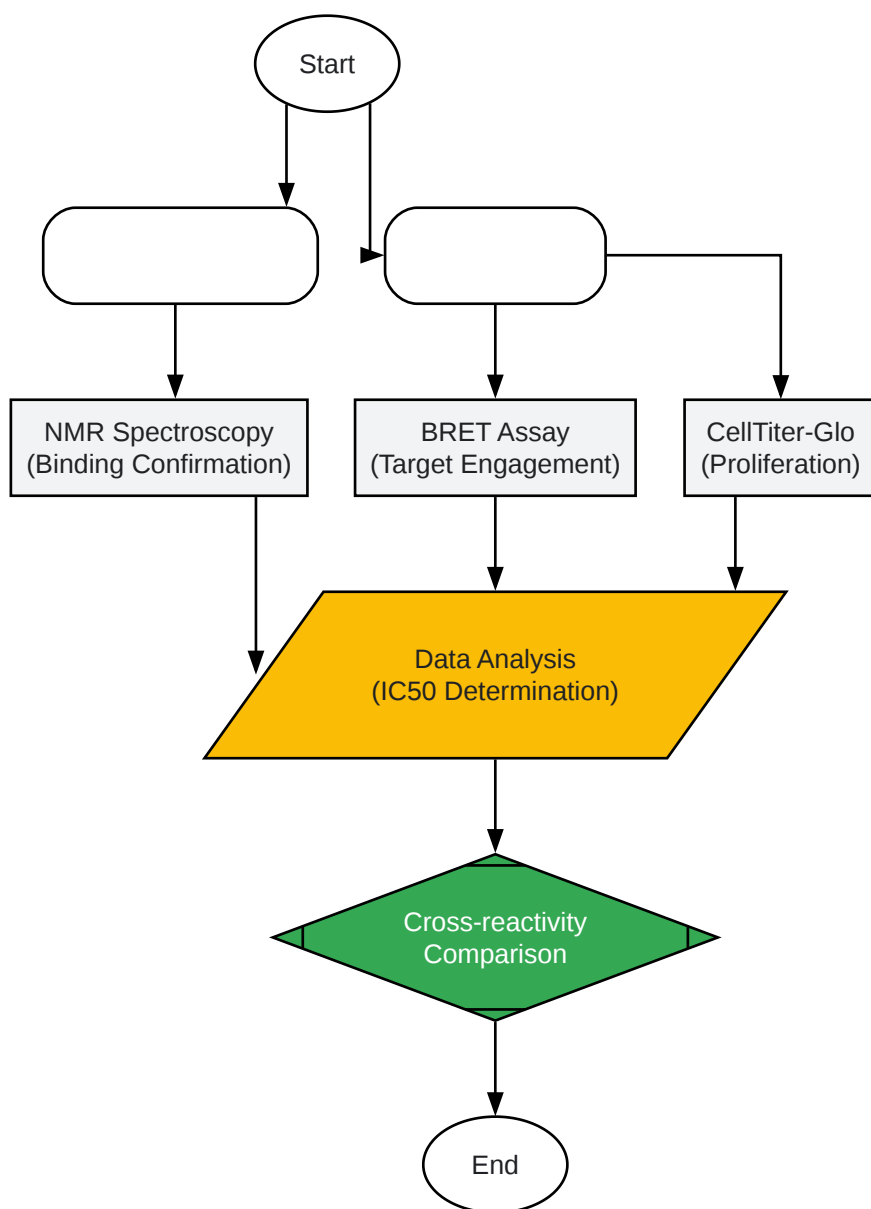 Start
NMR Spectroscopy
(Binding Confirmation)
BRET Assay
(Target Engagement)
CellTiter-Glo
(Proliferation)
Data Analysis
(IC50 Determination)
Cross-reactivity
Comparison
End